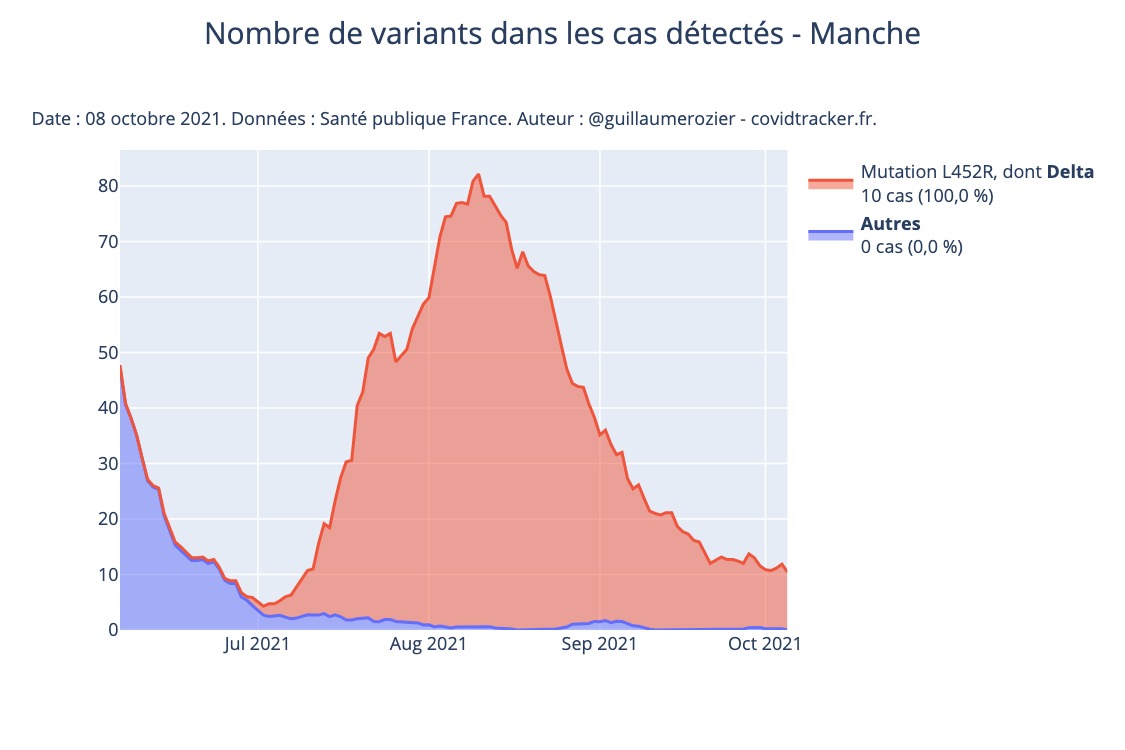 Nombre de variants dans les cas détectés - Manche
Date : 08 octobre 2021. Données : Santé publique France. Auteur : @guillaumerozier - covidtracker.fr.
Mutation L452R, dont Delta
10 cas (100,0 %)
Autres
0 cas (0,0 %)
80
70
60
50
40
30
20
10
0
Jul 2021 Aug 2021 Sep 2021 Oct 2021